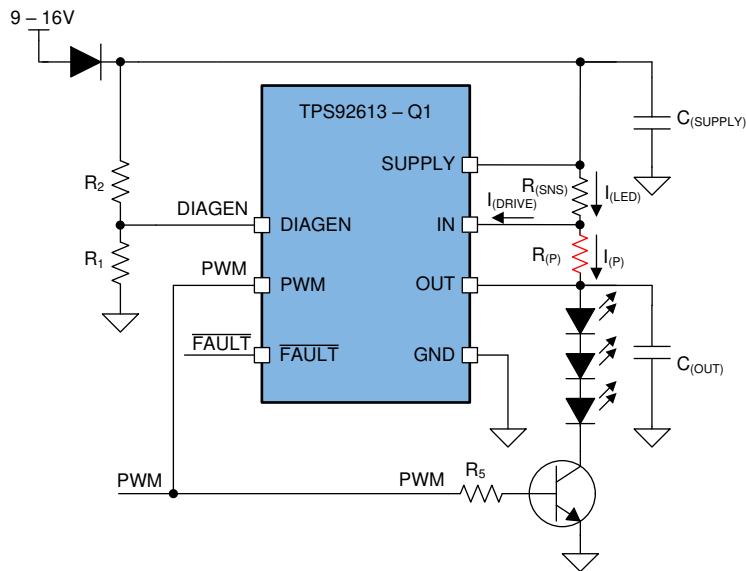 9 – 16V
TPS92613 – Q1
C(SUPPLY)
SUPPLY
R2
R(SNS)
I(LED)
I(DRIVE)
DIAGEN
DIAGEN
IN
R1
R(P)
I(P)
PWM
PWM
OUT
FAULT
FAULT
GND
C(OUT)
PWM
PWM
R5